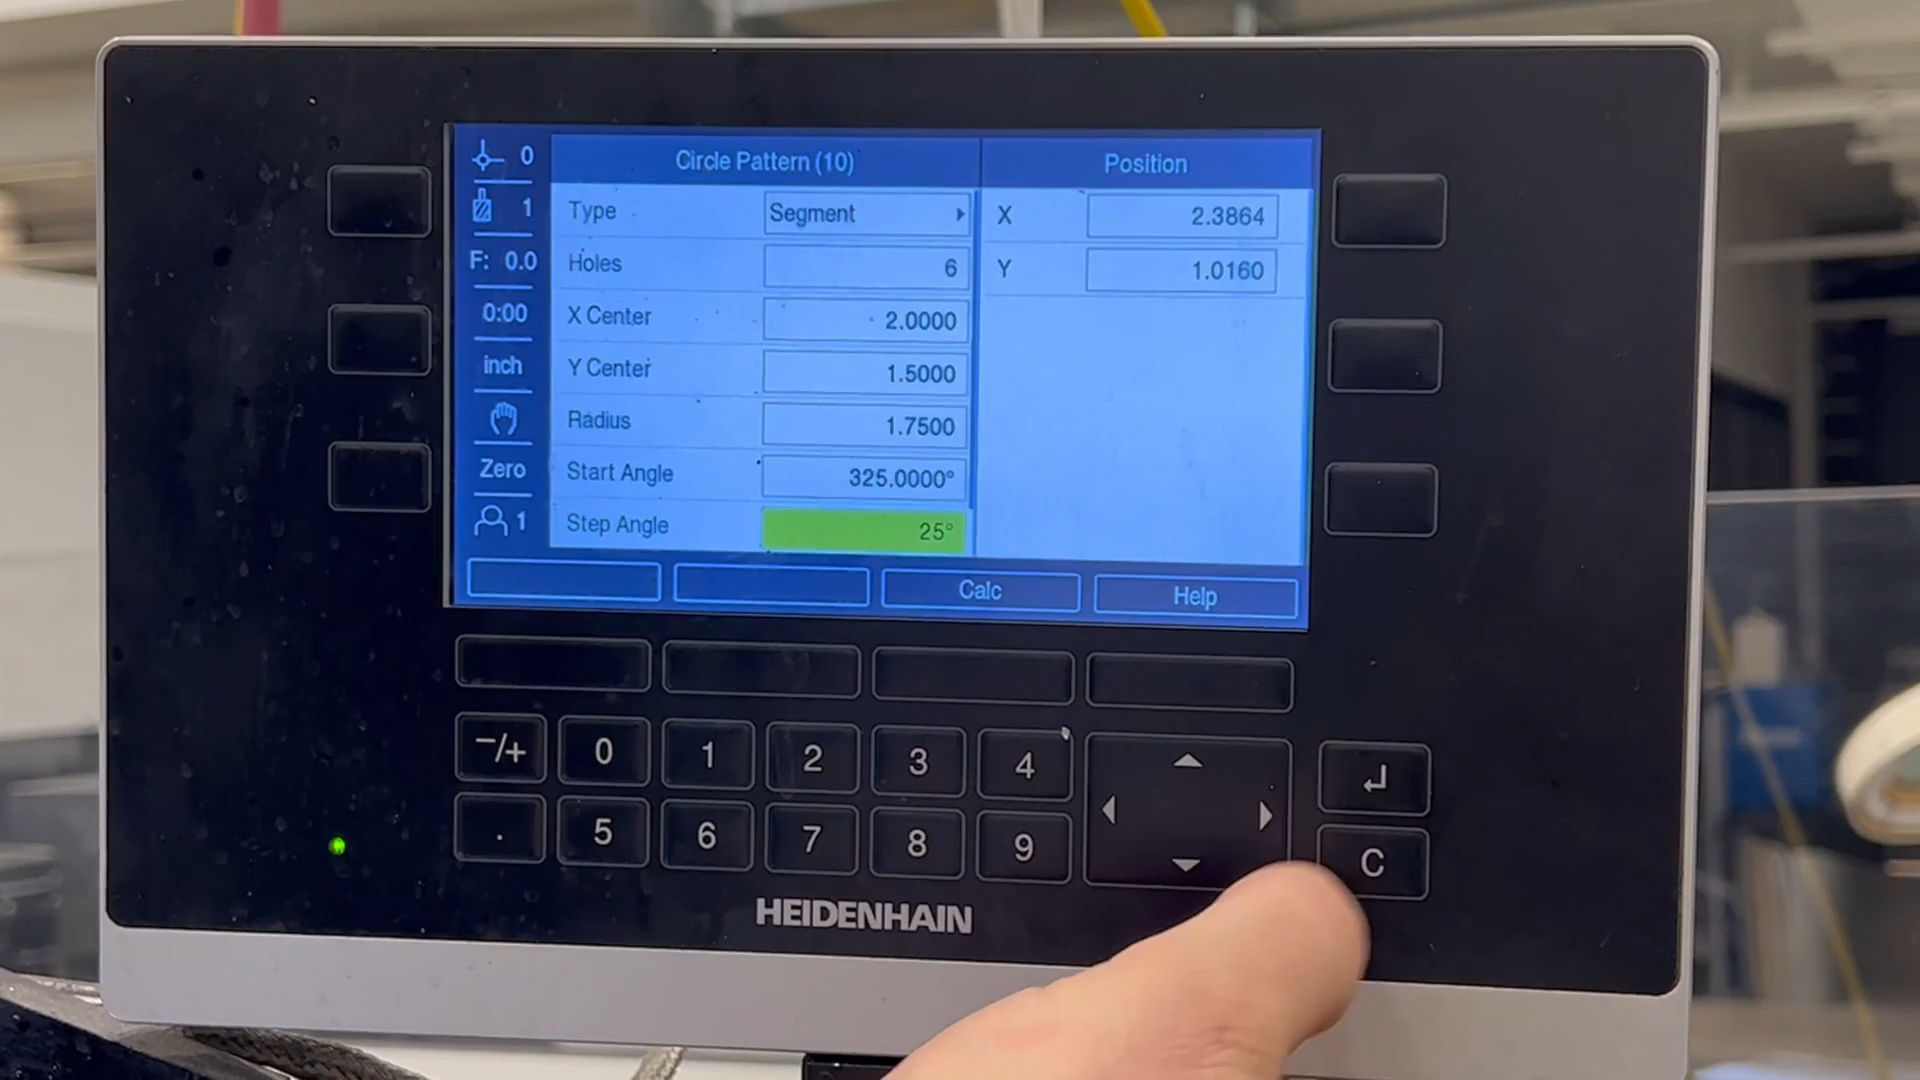 0 Circle Pattern (10) Position
1 Type Segment X 2.3864
F: 0.0 Holes 6 Y 1.0160
0:00 X Center 2.0000
inch Y Center 1.5000
Radius 1.7500
Zero Start Angle 325.0000°
1 Step Angle 25°
Calc Help
−/+ 0 1 2 3 4
. 5 6 7 8 9 C
HEIDENHAIN